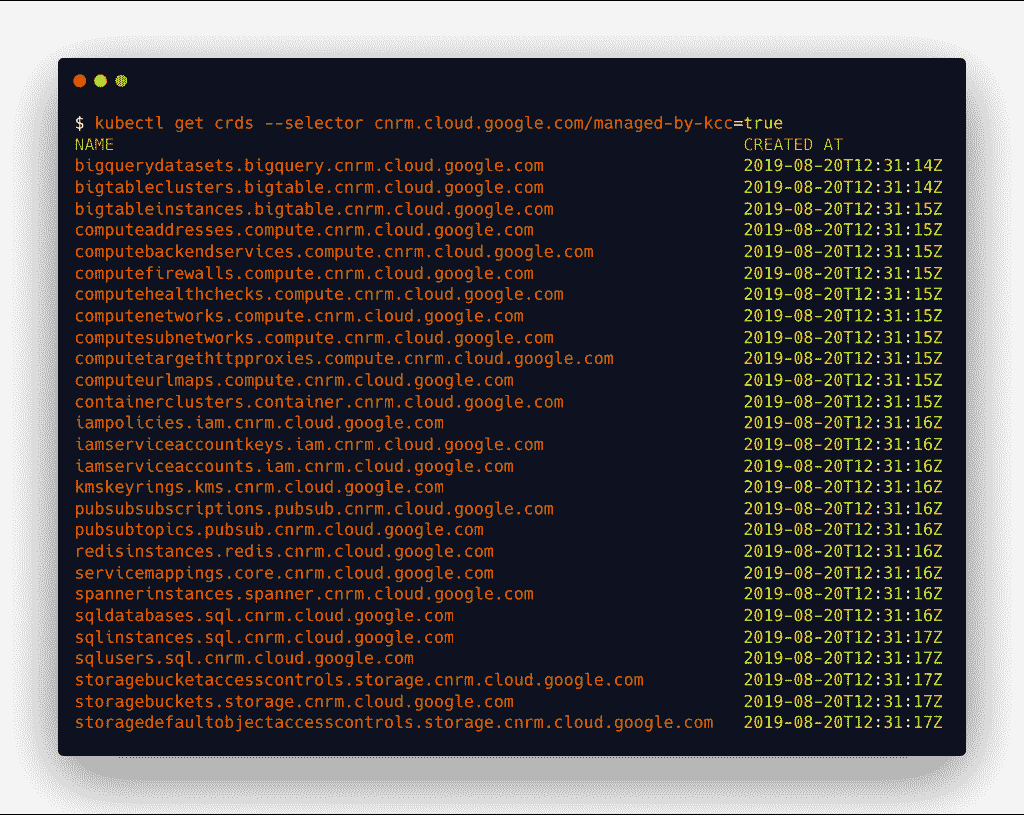 $ kubectl get crds --selector cnrm.cloud.google.com/managed-by-kcc=true
NAME CREATED AT
bigquerydatasets.bigquery.cnrm.cloud.google.com 2019-08-20T12:31:14Z
bigtableclusters.bigtable.cnrm.cloud.google.com 2019-08-20T12:31:14Z
bigtableinstances.bigtable.cnrm.cloud.google.com 2019-08-20T12:31:15Z
computeaddresses.compute.cnrm.cloud.google.com 2019-08-20T12:31:15Z
computebackendservices.compute.cnrm.cloud.google.com 2019-08-20T12:31:15Z
computefirewalls.compute.cnrm.cloud.google.com 2019-08-20T12:31:15Z
computehealthchecks.compute.cnrm.cloud.google.com 2019-08-20T12:31:15Z
computenetworks.compute.cnrm.cloud.google.com 2019-08-20T12:31:15Z
computesubnetworks.compute.cnrm.cloud.google.com 2019-08-20T12:31:15Z
computetargethttpproxies.compute.cnrm.cloud.google.com 2019-08-20T12:31:15Z
computeurlmaps.compute.cnrm.cloud.google.com 2019-08-20T12:31:15Z
containerclusters.container.cnrm.cloud.google.com 2019-08-20T12:31:15Z
iampolicies.iam.cnrm.cloud.google.com 2019-08-20T12:31:16Z
iamserviceaccountkeys.iam.cnrm.cloud.google.com 2019-08-20T12:31:16Z
iamserviceaccounts.iam.cnrm.cloud.google.com 2019-08-20T12:31:16Z
kmskeyrings.kms.cnrm.cloud.google.com 2019-08-20T12:31:16Z
pubsubsubscriptions.pubsub.cnrm.cloud.google.com 2019-08-20T12:31:16Z
pubsubtopics.pubsub.cnrm.cloud.google.com 2019-08-20T12:31:16Z
redisinstances.redis.cnrm.cloud.google.com 2019-08-20T12:31:16Z
servicemappings.core.cnrm.cloud.google.com 2019-08-20T12:31:16Z
spannerinstances.spanner.cnrm.cloud.google.com 2019-08-20T12:31:16Z
sqldatabases.sql.cnrm.cloud.google.com 2019-08-20T12:31:16Z
sqlinstances.sql.cnrm.cloud.google.com 2019-08-20T12:31:17Z
sqlusers.sql.cnrm.cloud.google.com 2019-08-20T12:31:17Z
storagebucketaccesscontrols.storage.cnrm.cloud.google.com 2019-08-20T12:31:17Z
storagebuckets.storage.cnrm.cloud.google.com 2019-08-20T12:31:17Z
storagedefaultobjectaccesscontrols.storage.cnrm.cloud.google.com 2019-08-20T12:31:17Z